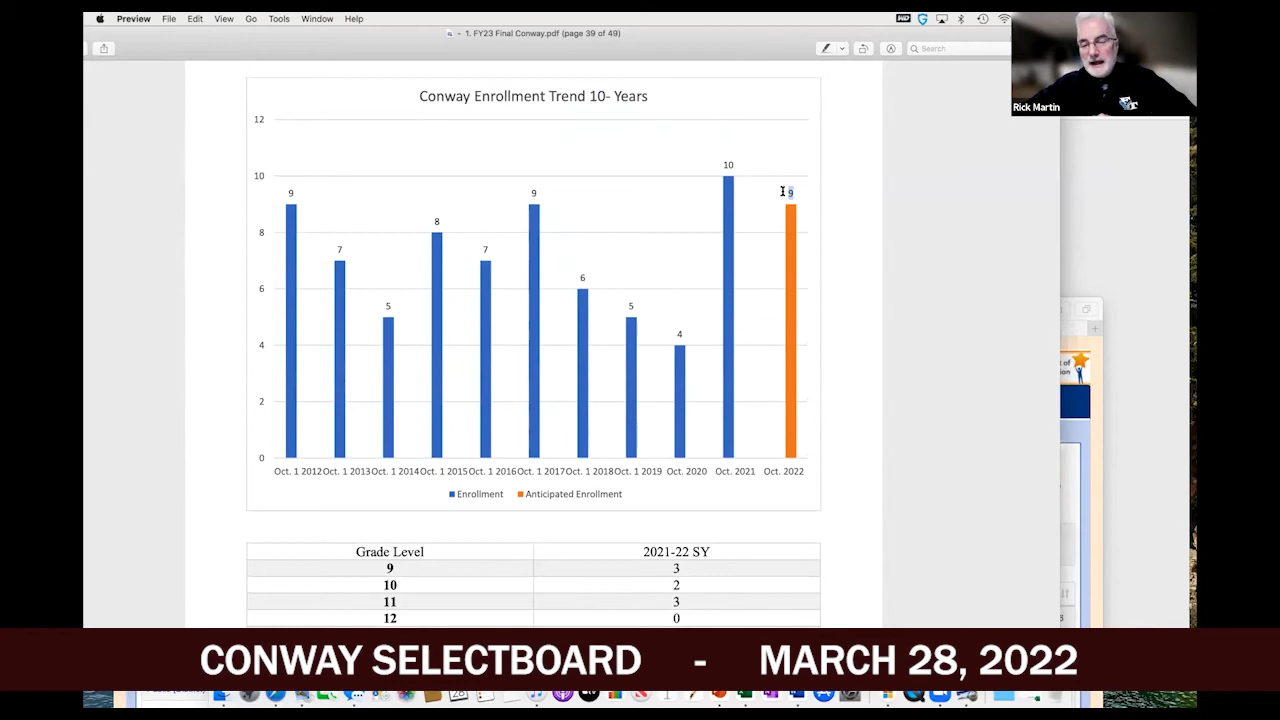 Preview File Edit View Go Tools Window Help
1. FY23 Final Conway.pdf (page 39 of 49)
Search
Rick Martin
Conway Enrollment Trend 10- Years
12
10
8
6
4
2
0
9
7
5
8
7
9
6
5
4
10
9
Oct. 1 2012 Oct. 1 2013 Oct. 1 2014 Oct. 1 2015 Oct. 1 2016 Oct. 1 2017 Oct. 1 2018 Oct. 1 2019 Oct. 2020 Oct. 2021 Oct. 2022
Enrollment Anticipated Enrollment
Grade Level 2021-22 SY
9 3
10 2
11 3
12 0
CONWAY SELECTBOARD - MARCH 28, 2022